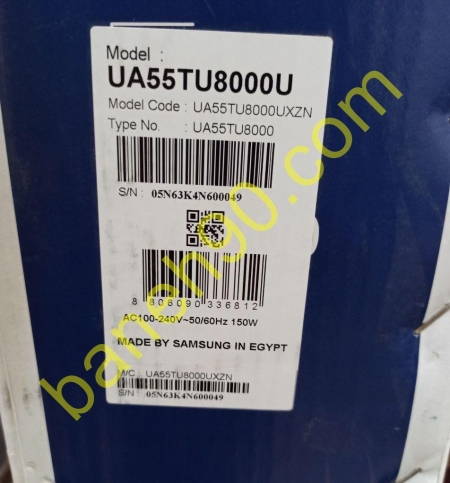 Model :
UA55TU8000U
Model Code : UA55TU8000UXZN
Type No. : UA55TU8000
S/N : 05N63K4N600049
8 806090 336812
AC100-240V~50/60Hz 150W
MADE BY SAMSUNG IN EGYPT
M/C : UA55TU8000UXZN
S/N : 05N63K4N600049
baneh90.com